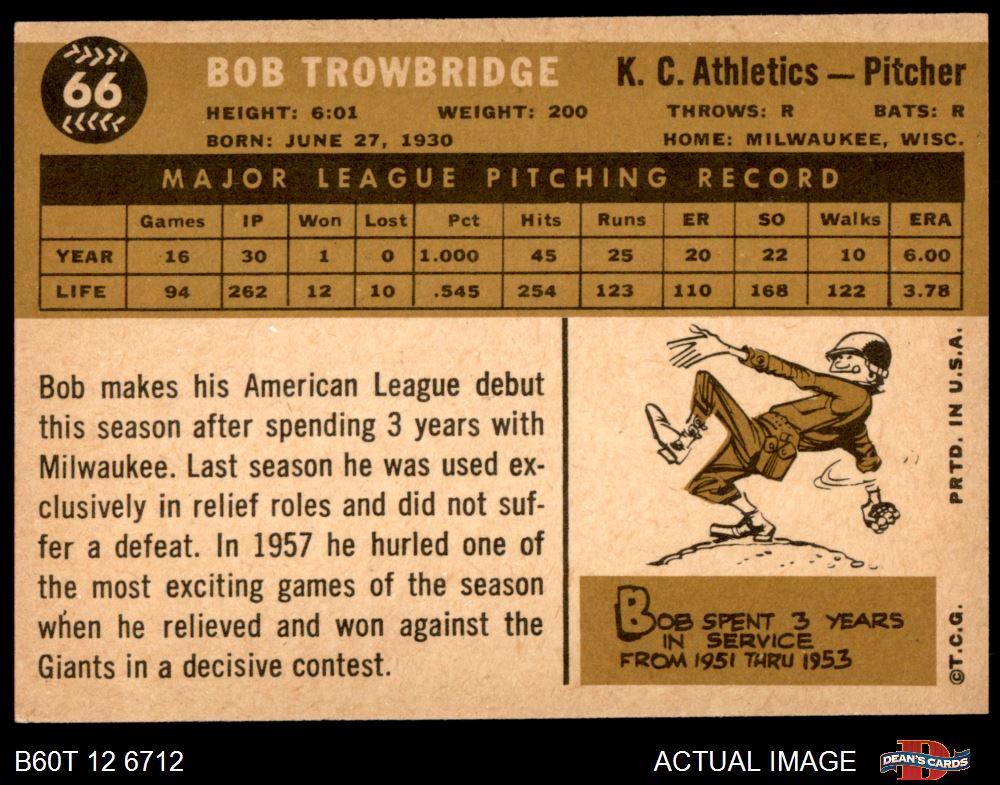 66
BOB TROWBRIDGE K. C. Athletics — Pitcher
HEIGHT: 6:01 WEIGHT: 200 THROWS: R BATS: R
BORN: JUNE 27, 1930 HOME: MILWAUKEE, WISC.
MAJOR LEAGUE PITCHING RECORD
Games IP Won Lost Pct Hits Runs ER SO Walks ERA
YEAR 16 30 1 0 1.000 45 25 20 22 10 6.00
LIFE 94 262 12 10 .545 254 123 110 168 122 3.78
Bob makes his American League debut
this season after spending 3 years with
Milwaukee. Last season he was used ex-
clusively in relief roles and did not suf-
fer a defeat. In 1957 he hurled one of
the most exciting games of the season
when he relieved and won against the
Giants in a decisive contest.
BOB SPENT 3 YEARS
IN SERVICE
FROM 1951 THRU 1953
©T.C.G. PRTD. IN U.S.A.
B60T 12 6712 ACTUAL IMAGE
D
DEAN'S CARDS